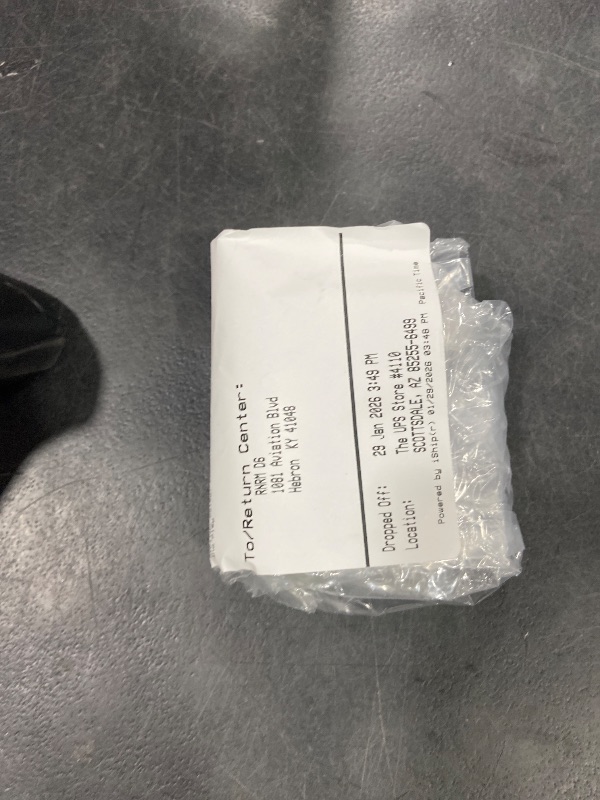 To/Return Center:
RNRM D6
1081 Aviation Blvd
Hebron KY 41048
Dropped Off: 29 Jan 2026 3:49 PM
Location: The UPS Store #4110
SCOTTSDALE, AZ 85255-6499
Powered by iShip(r) 01/29/2026 03:48 PM Pacific Time